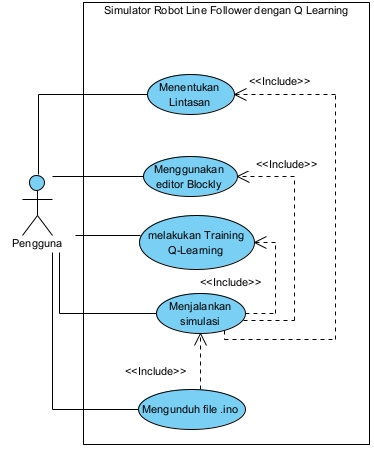 Simulator Robot Line Follower dengan Q Learning
<<Include>>
Menentukan
Lintasan
<<Include>>
Menggunakan
editor Blockly
melakukan Training
Q-Learning
Pengguna
<<Include>>
Menjalankan
simulasi
<<Include>>
Mengunduh file .ino